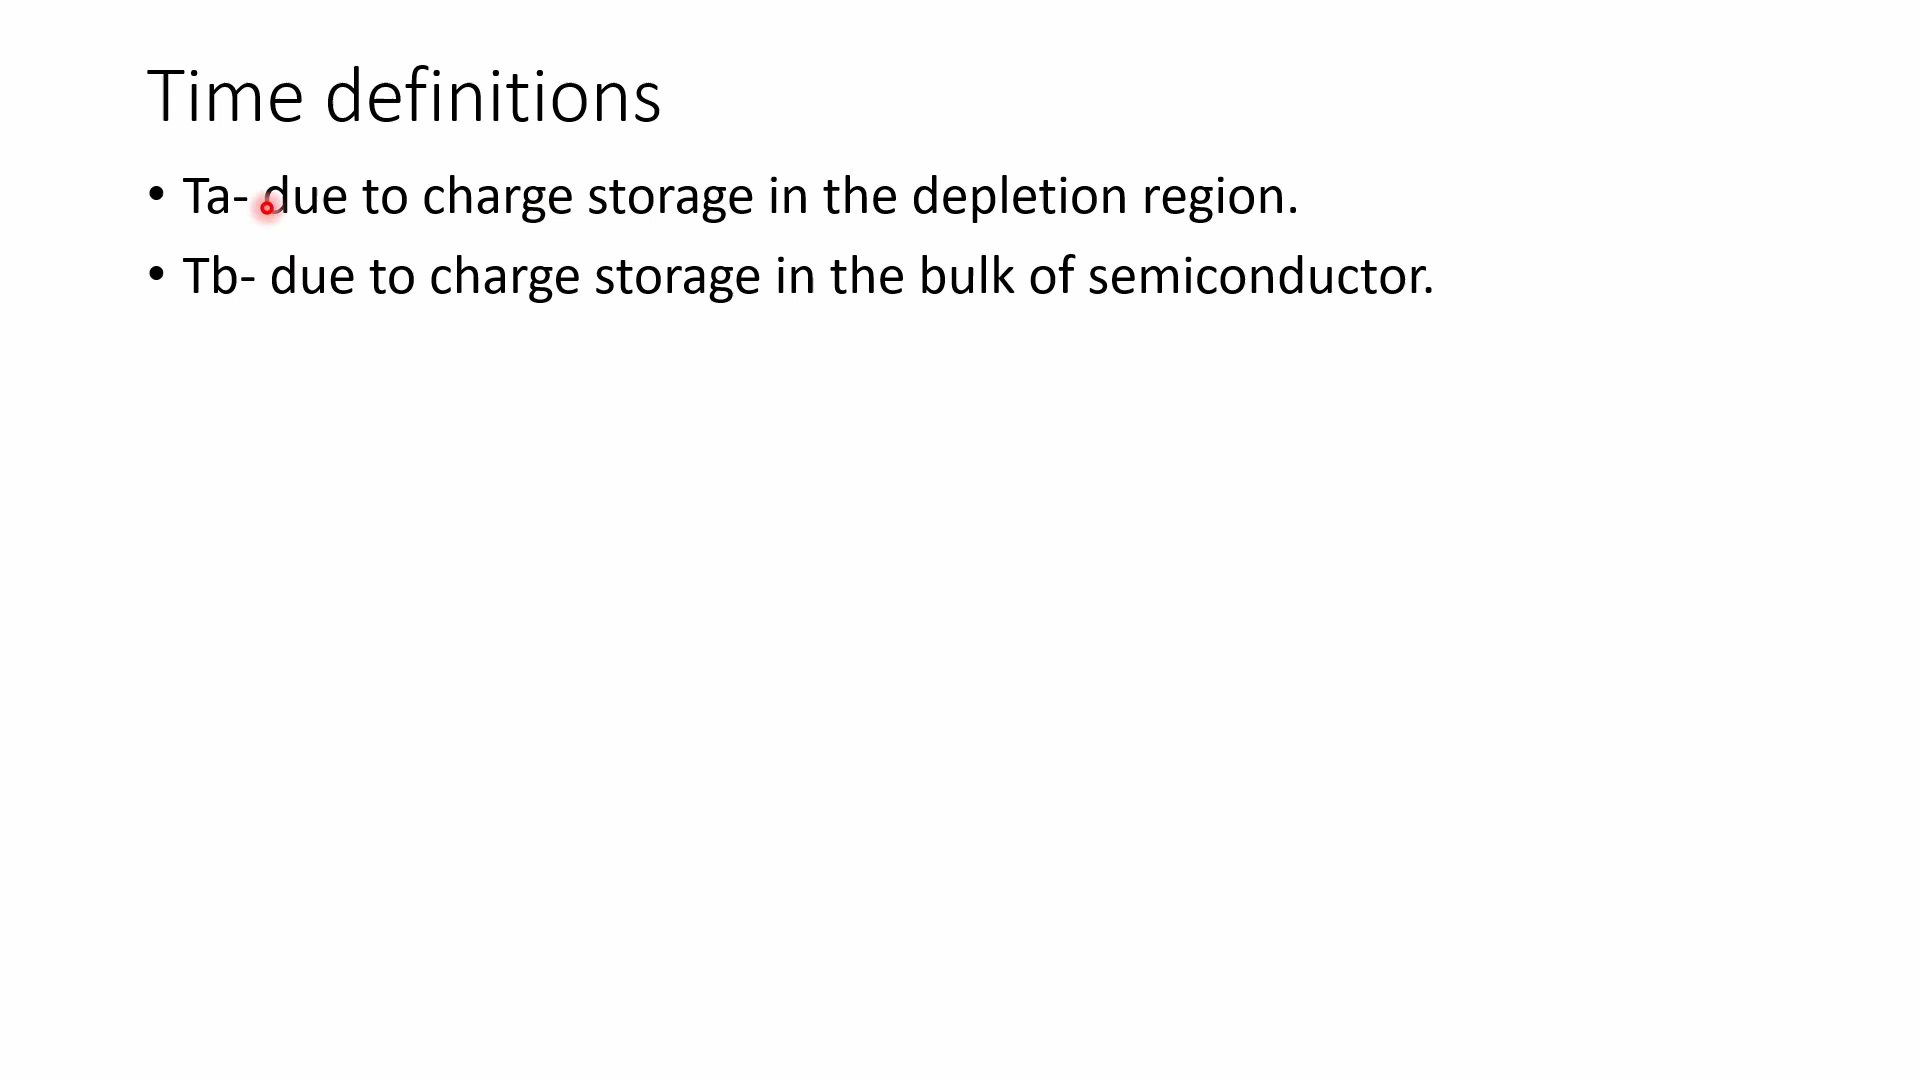 Time definitions
• Ta- due to charge storage in the depletion region.
• Tb- due to charge storage in the bulk of semiconductor.